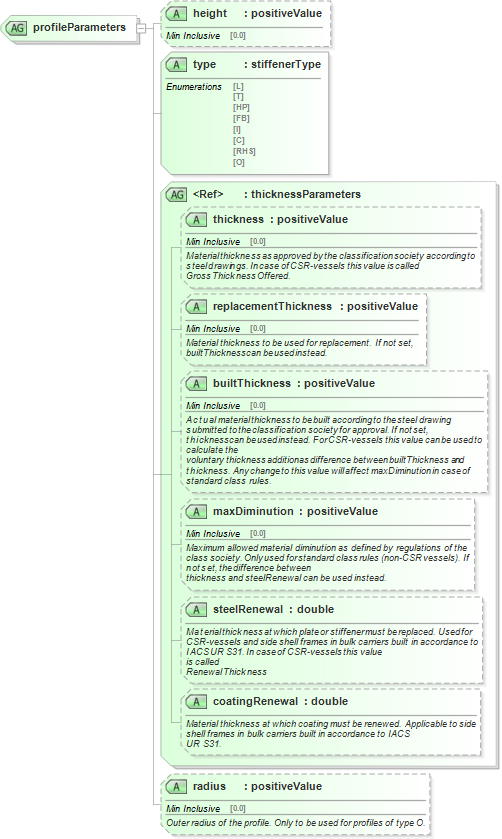 AG profileParameters
A height : positiveValue
Min Inclusive [0.0]
A type : stiffenerType
Enumerations [L]
[T]
[HP]
[FB]
[I]
[C]
[RHS]
[O]
AG <Ref> : thicknessParameters
A thickness : positiveValue
Min Inclusive [0.0]
Material thickness as approved by the classification society according to
steel drawings. In case of CSR-vessels this value is called
Gross Thickness Offered.
A replacementThickness : positiveValue
Min Inclusive [0.0]
Material thickness to be used for replacement. If not set,
builtThickness can be used instead.
A builtThickness : positiveValue
Min Inclusive [0.0]
Actual material thickness to be built according to the steel drawing
submitted to the classification society for approval. If not set,
thickness can be used instead. For CSR-vessels this value can be used to
calculate the
voluntary thickness addition as difference between builtThickness and
thickness. Any change to this value will affect maxDiminution in case of
standard class rules.
A maxDiminution : positiveValue
Min Inclusive [0.0]
Maximum allowed material diminution as defined by regulations of the
class society. Only used for standard class rules (non-CSR vessels). If
not set, the difference between
thickness and steelRenewal can be used instead.
A steelRenewal : double
Material thickness at which plate or stiffener must be replaced. Used for
CSR-vessels and side shell frames in bulk carriers built in accordance to
IACS UR S31. In case of CSR-vessels this value
is called
Renewal Thickness
A coatingRenewal : double
Material thickness at which coating must be renewed. Applicable to side
shell frames in bulk carriers built in accordance to IACS
UR S31.
A radius : positiveValue
Min Inclusive [0.0]
Outer radius of the profile. Only to be used for profiles of type O.